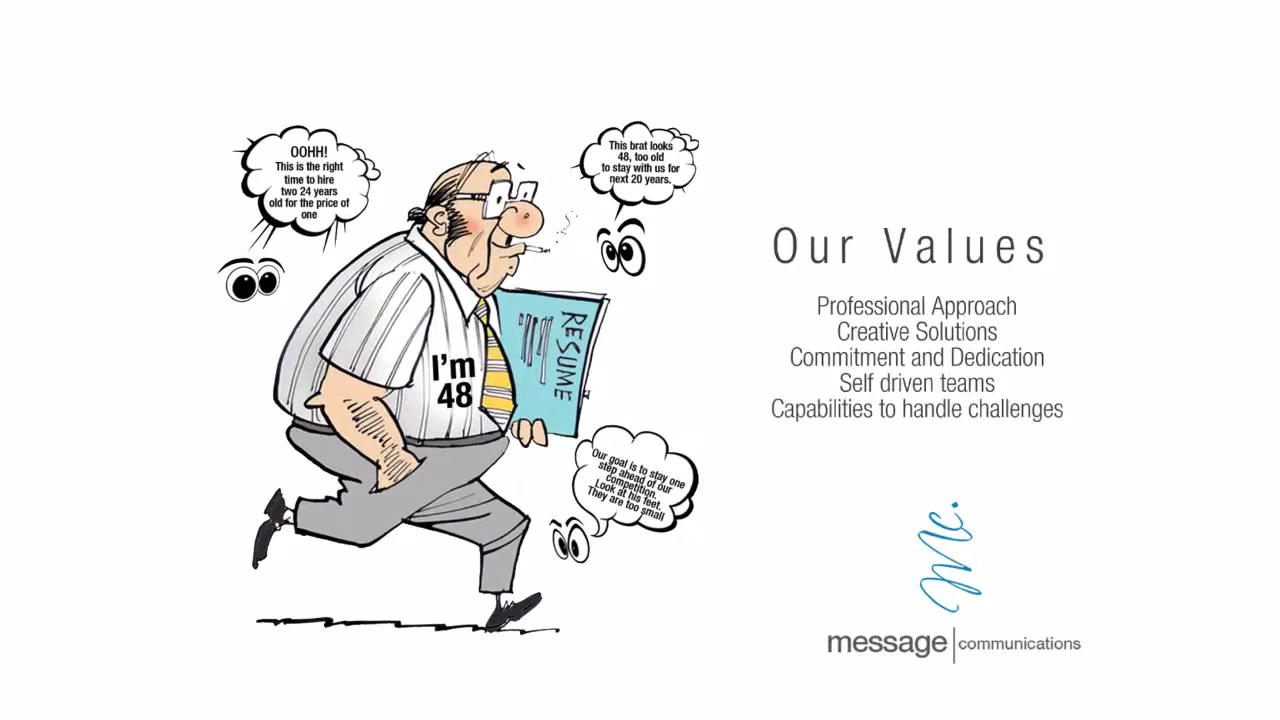 OOHH!
This is the right
time to hire
two 24 years
old for the price of
one
This brat looks
48, too old
to stay with us for
next 20 years.
I'm
48
RESUME
Our goal is to stay one
step ahead of our
competition.
Look at his feet.
They are too small
Our Values
Professional Approach
Creative Solutions
Commitment and Dedication
Self driven teams
Capabilities to handle challenges
Mc.
message communications